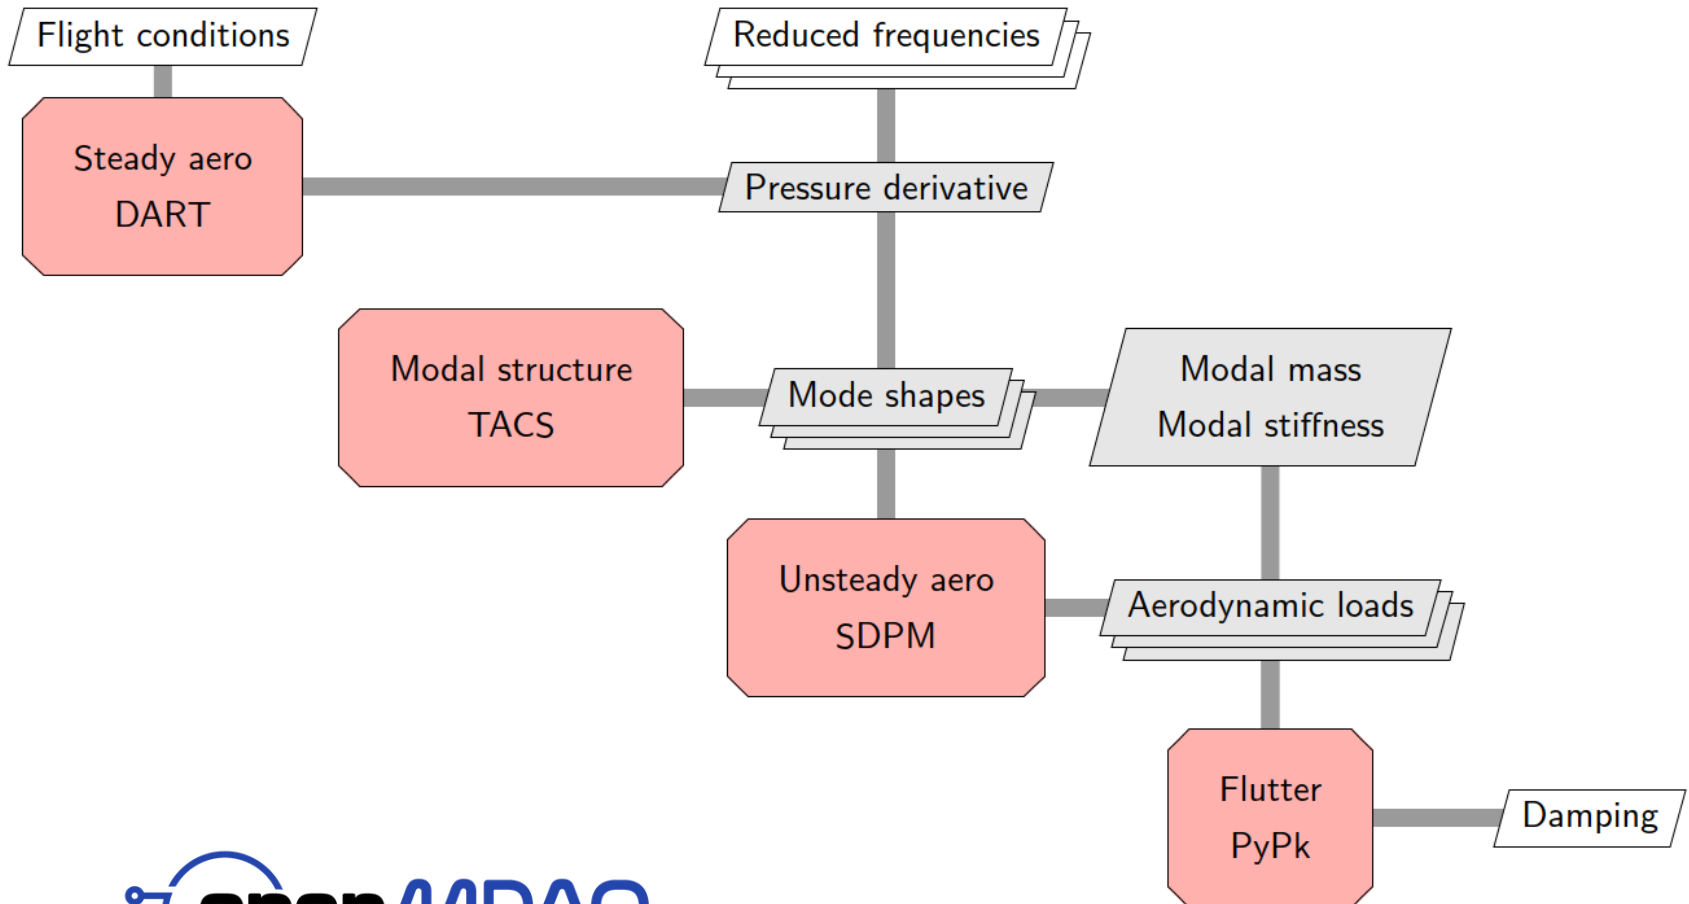 Flight conditions
Reduced frequencies
Steady aero
DART
Pressure derivative
Modal structure
TACS
Mode shapes
Modal mass
Modal stiffness
Unsteady aero
SDPM
Aerodynamic loads
Flutter
PyPk
Damping